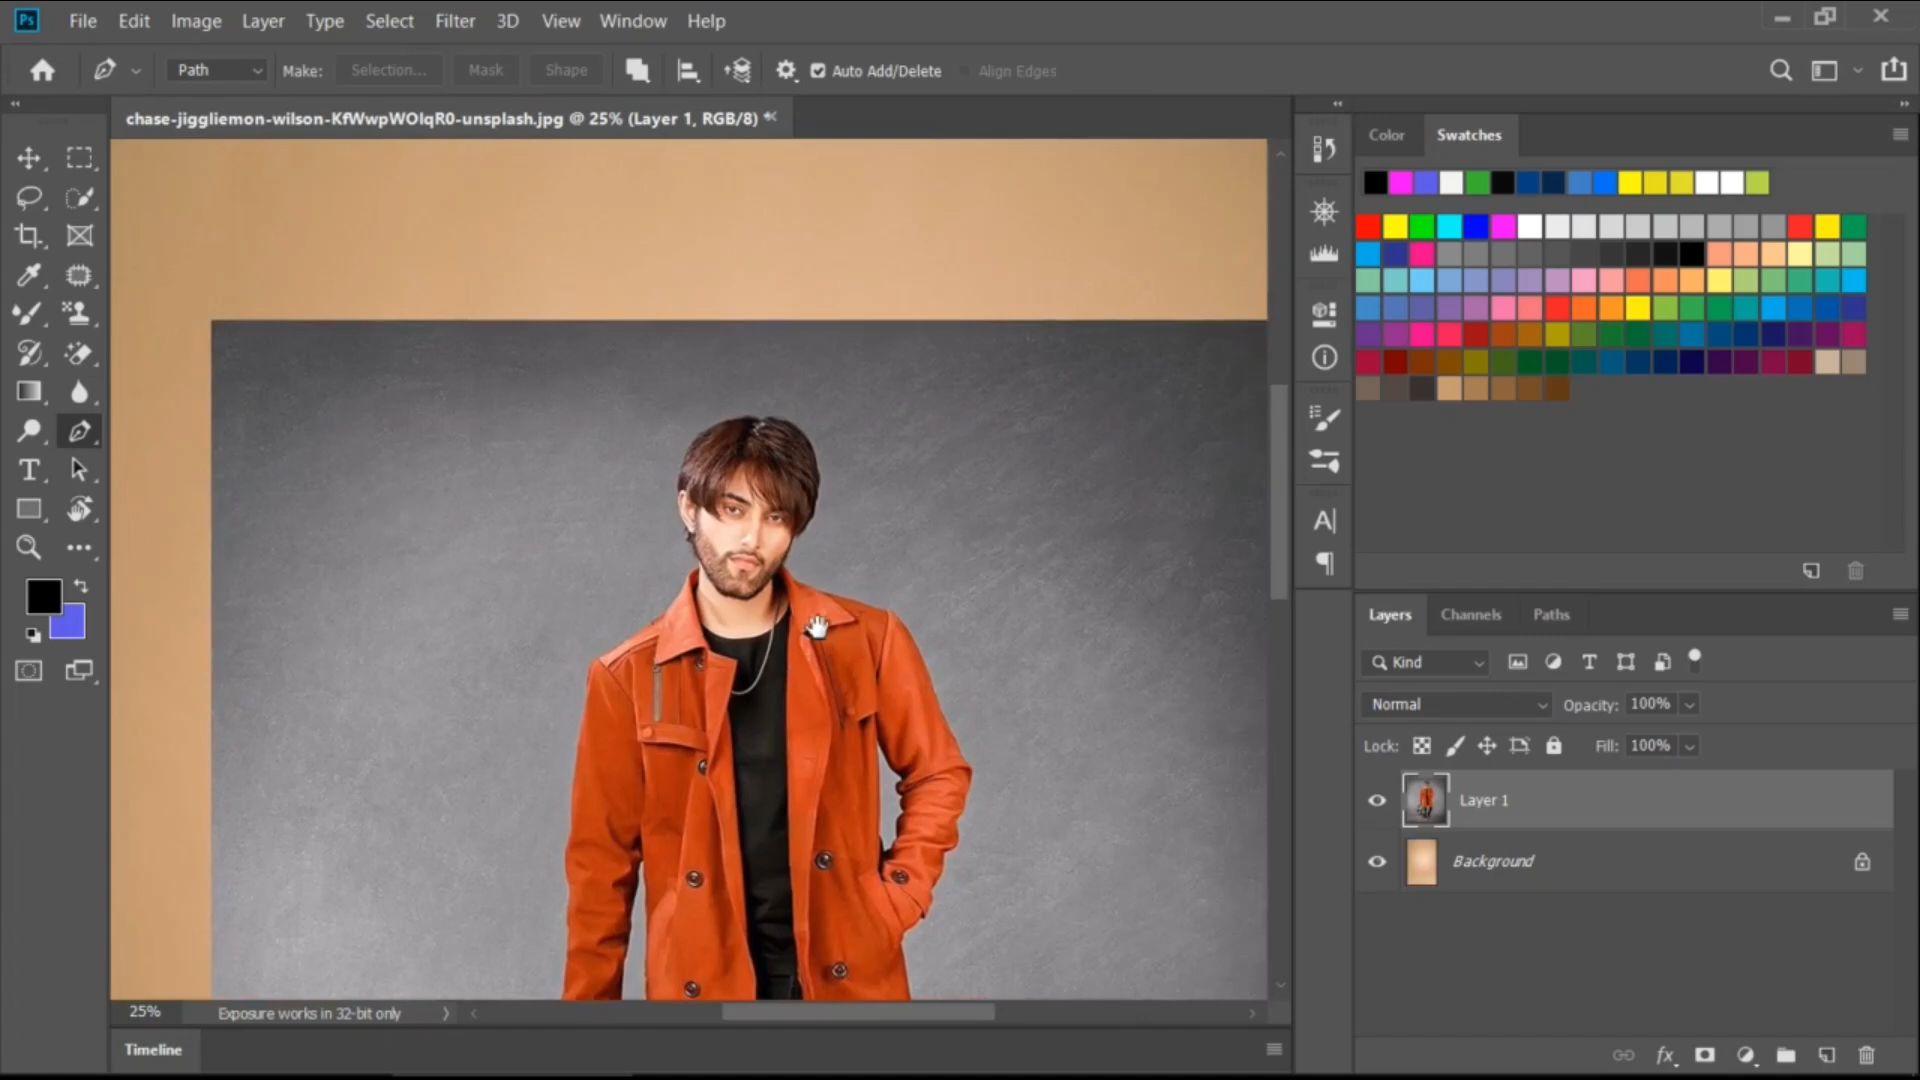 Ps File Edit Image Layer Type Select Filter 3D View Window Help
Path Make: Selection... Mask Shape Auto Add/Delete Align Edges
chase-jiggliemon-wilson-KfWwpWOlqR0-unsplash.jpg @ 25% (Layer 1, RGB/8) *
Color Swatches
Layers Channels Paths
Kind
Normal Opacity: 100%
Lock: Fill: 100%
Layer 1
Background
25% Exposure works in 32-bit only
Timeline